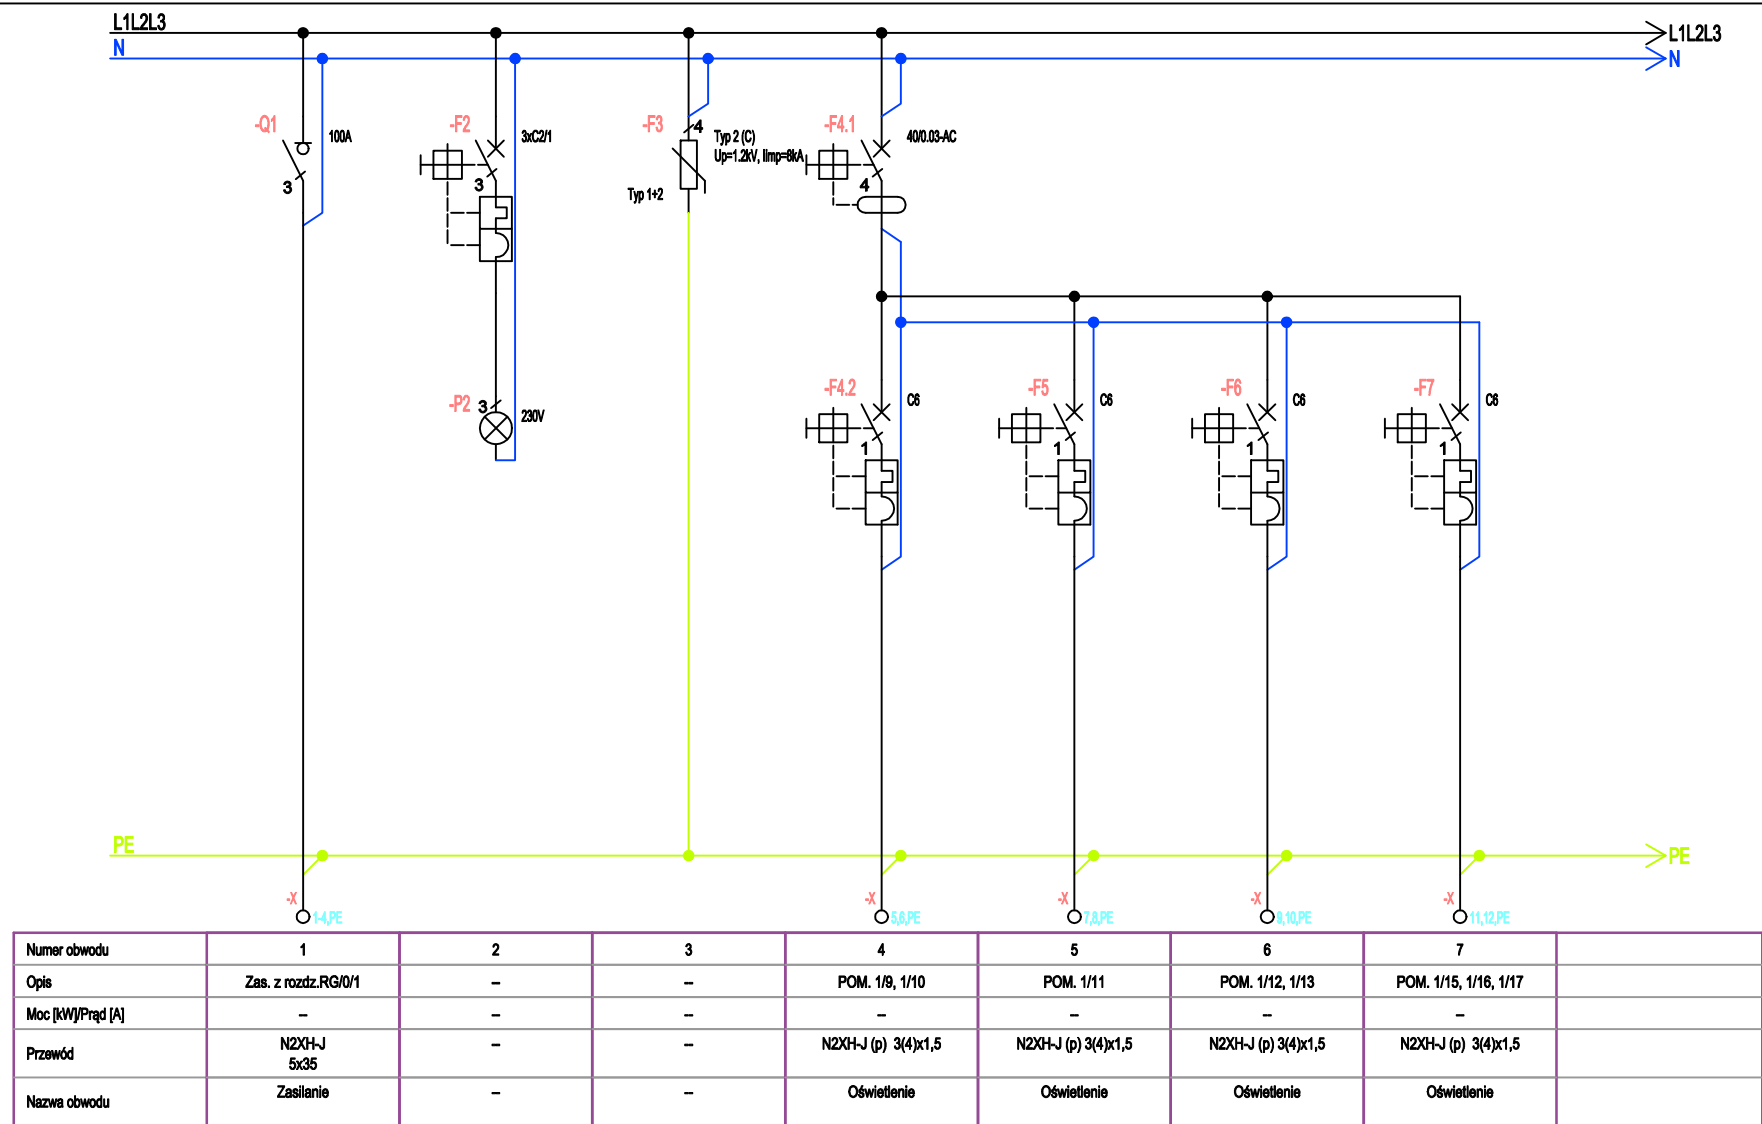 L1L2L3
L1L2L3
N
N
-Q1
100A
3
-F2
3xC2/1
3
-F3
4
Typ 2 (C)
Up=1.2kV, Iimp=8kA
Typ 1+2
-F4.1
40/0.03-AC
4
-P2
3
230V
-F4.2
C6
1
-F5
C6
1
-F6
C6
1
-F7
C6
1
PE
PE
-X
1-4,PE
-X
5,6,PE
-X
7,8,PE
-X
9,10,PE
-X
11,12,PE
Numer obwodu 1 2 3 4 5 6 7
Opis Zas. z rozdz.RG/0/1 -- -- POM. 1/9, 1/10 POM. 1/11 POM. 1/12, 1/13 POM. 1/15, 1/16, 1/17
Moc [kW]/Prąd [A] -- -- -- -- -- -- --
Przewód N2XH-J -- -- N2XH-J (p) 3(4)x1,5 N2XH-J (p) 3(4)x1,5 N2XH-J (p) 3(4)x1,5 N2XH-J (p) 3(4)x1,5
5x35
Nazwa obwodu Zasilanie -- -- Oświetlenie Oświetlenie Oświetlenie Oświetlenie